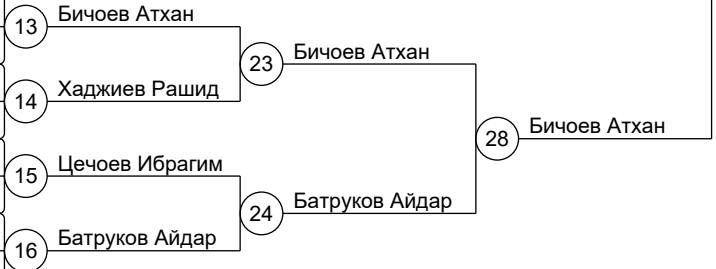 13 Бичоев Атхан
23 Бичоев Атхан
14 Хаджиев Рашид
28 Бичоев Атхан
15 Цечоев Ибрагим
24 Батруков Айдар
16 Батруков Айдар